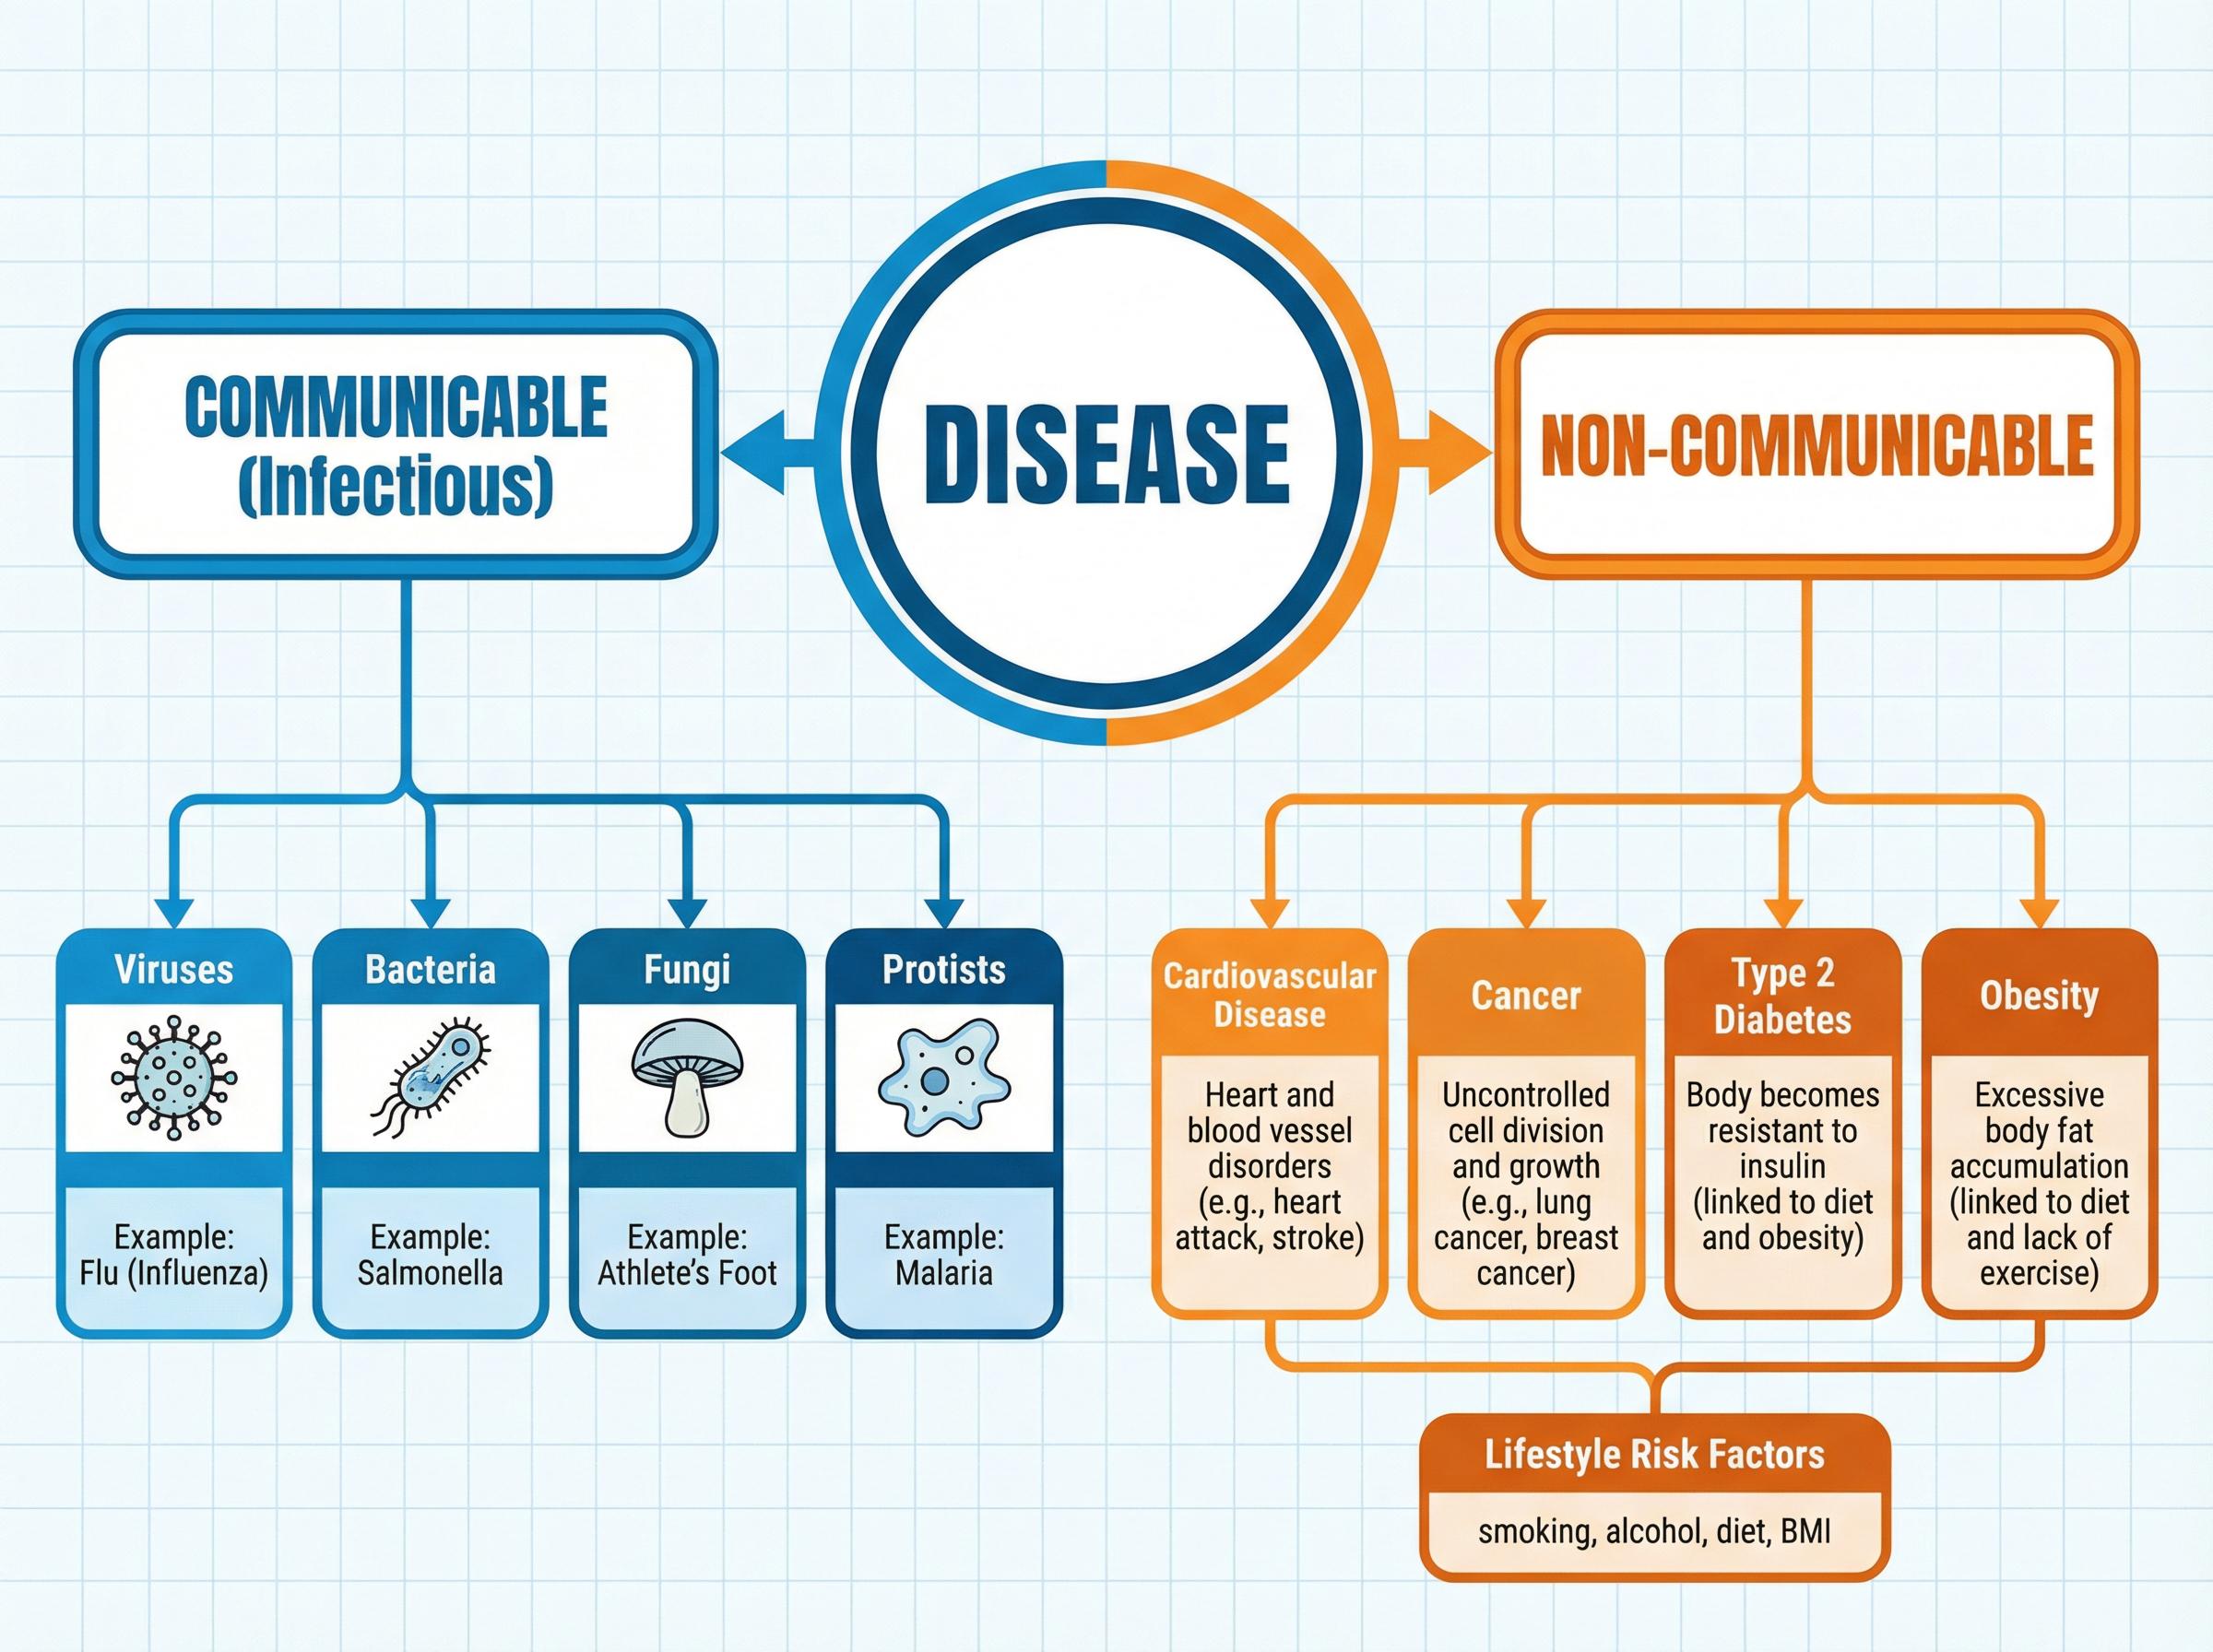 DISEASE
COMMUNICABLE
(Infectious)
NON-COMMUNICABLE
Viruses
Example:
Flu (Influenza)
Bacteria
Example:
Salmonella
Fungi
Example:
Athlete's Foot
Protists
Example:
Malaria
Cardiovascular
Disease
Heart and
blood vessel
disorders
(e.g., heart
attack, stroke)
Cancer
Uncontrolled
cell division
and growth
(e.g., lung
cancer, breast
cancer)
Type 2
Diabetes
Body becomes
resistant to
insulin
(linked to diet
and obesity)
Obesity
Excessive
body fat
accumulation
(linked to diet
and lack of
exercise)
Lifestyle Risk Factors
smoking, alcohol, diet, BMI